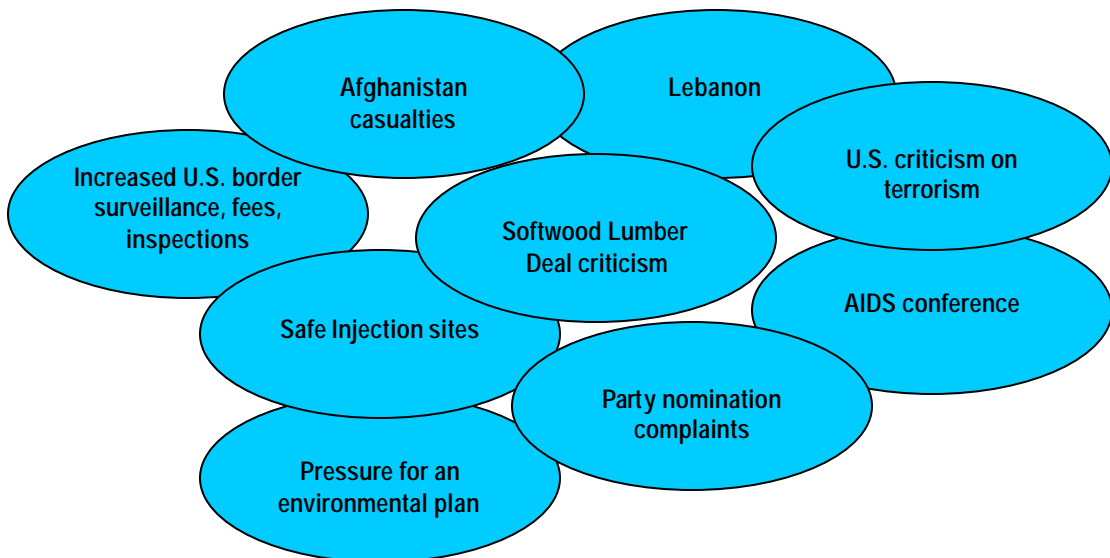 Afghanistan
casualties
Lebanon
U.S. criticism on
terrorism
Increased U.S. border
surveillance, fees,
inspections
Softwood Lumber
Deal criticism
AIDS conference
Safe Injection sites
Party nomination
complaints
Pressure for an
environmental plan